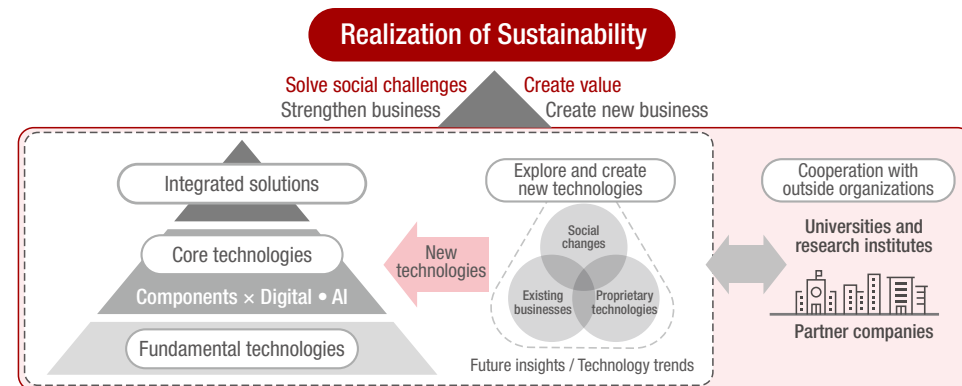 Realization of Sustainability
Solve social challenges
Create value
Strengthen business
Create new business
Integrated solutions
Core technologies
Components × Digital • AI
Fundamental technologies
New
technologies
Explore and create
new technologies
Social
changes
Existing
businesses
Proprietary
technologies
Future insights / Technology trends
Cooperation with
outside organizations
Universities and
research institutes
Partner companies